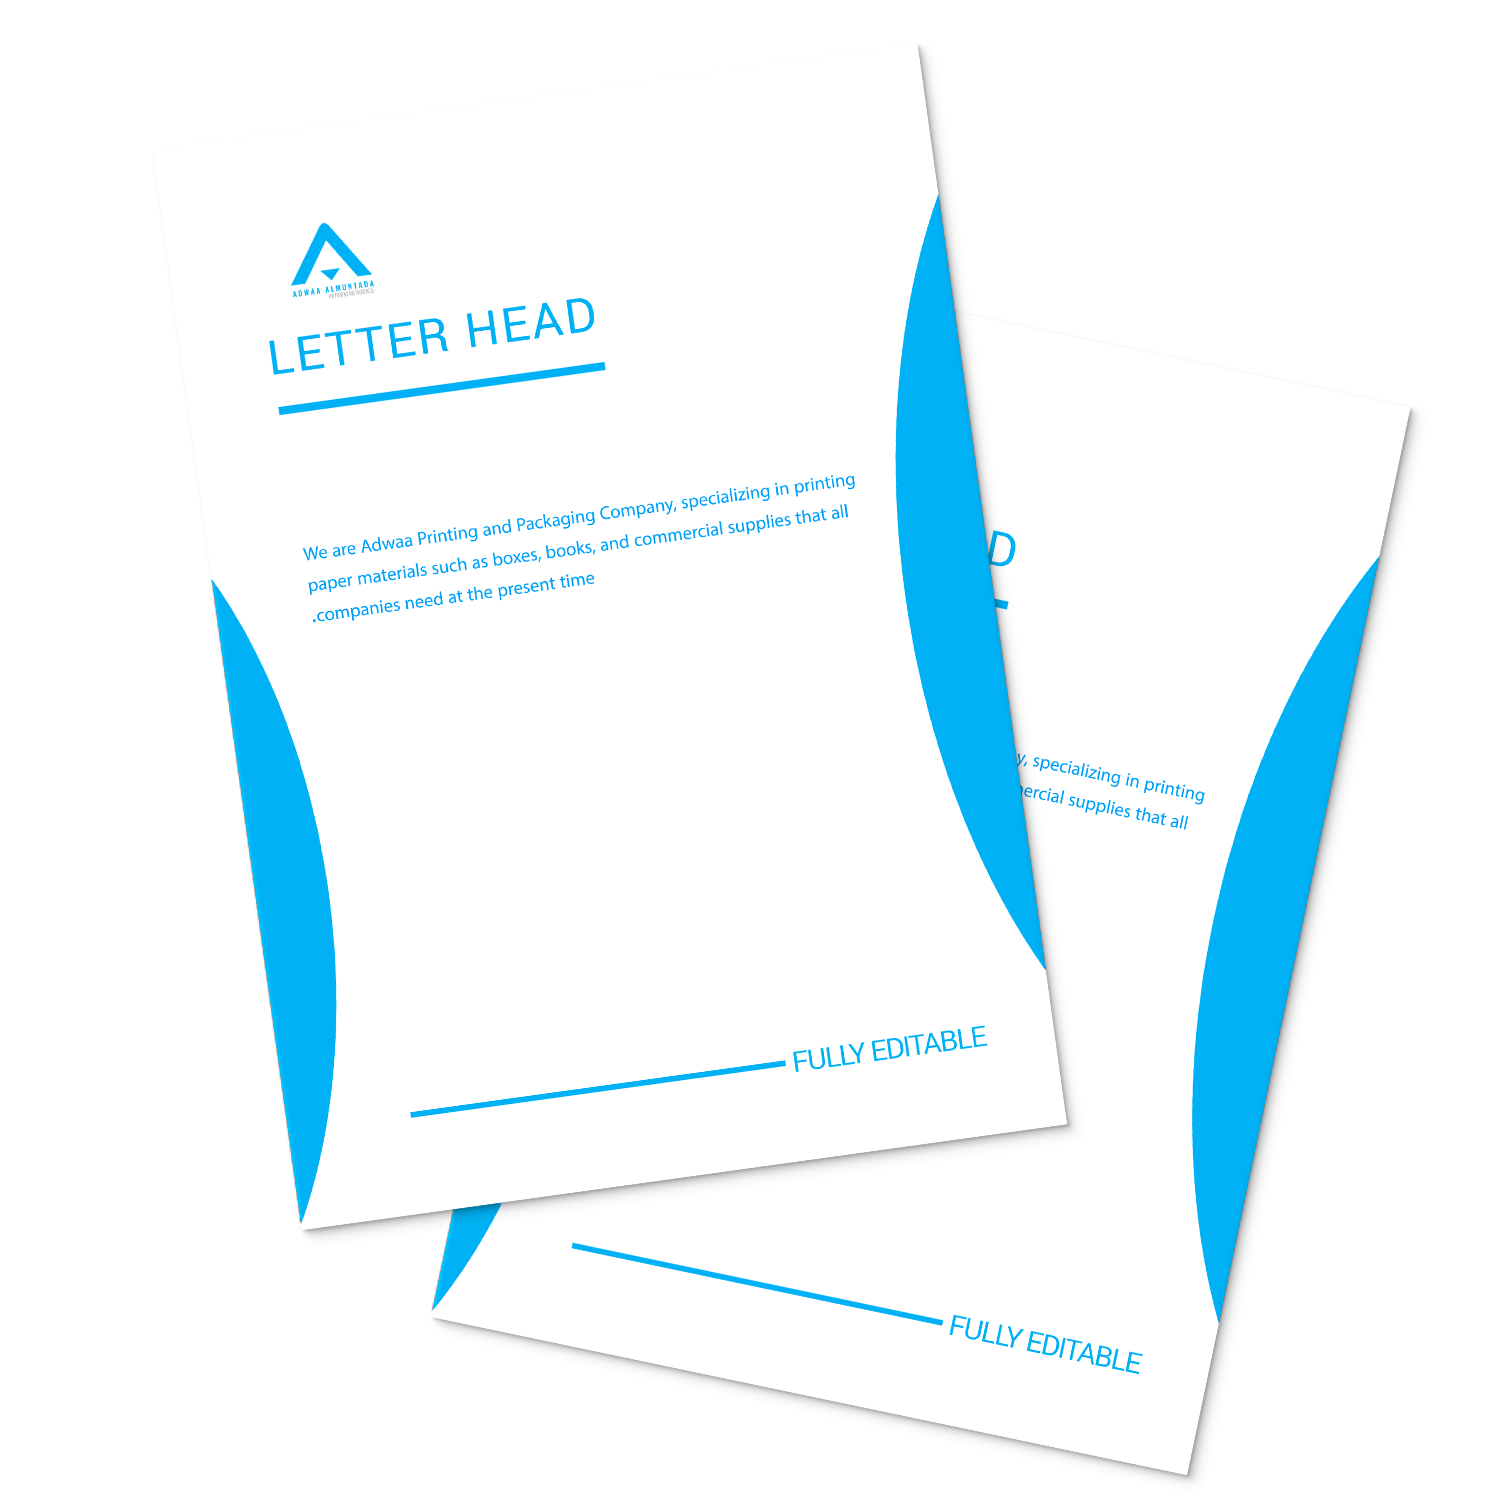 ADWAA ALMUNTADA
LETTER HEAD
We are Adwaa Printing and Packaging Company, specializing in printing
paper materials such as boxes, books, and commercial supplies that all
.companies need at the present time
FULLY EDITABLE
D
y, specializing in printing
ercial supplies that all
FULLY EDITABLE